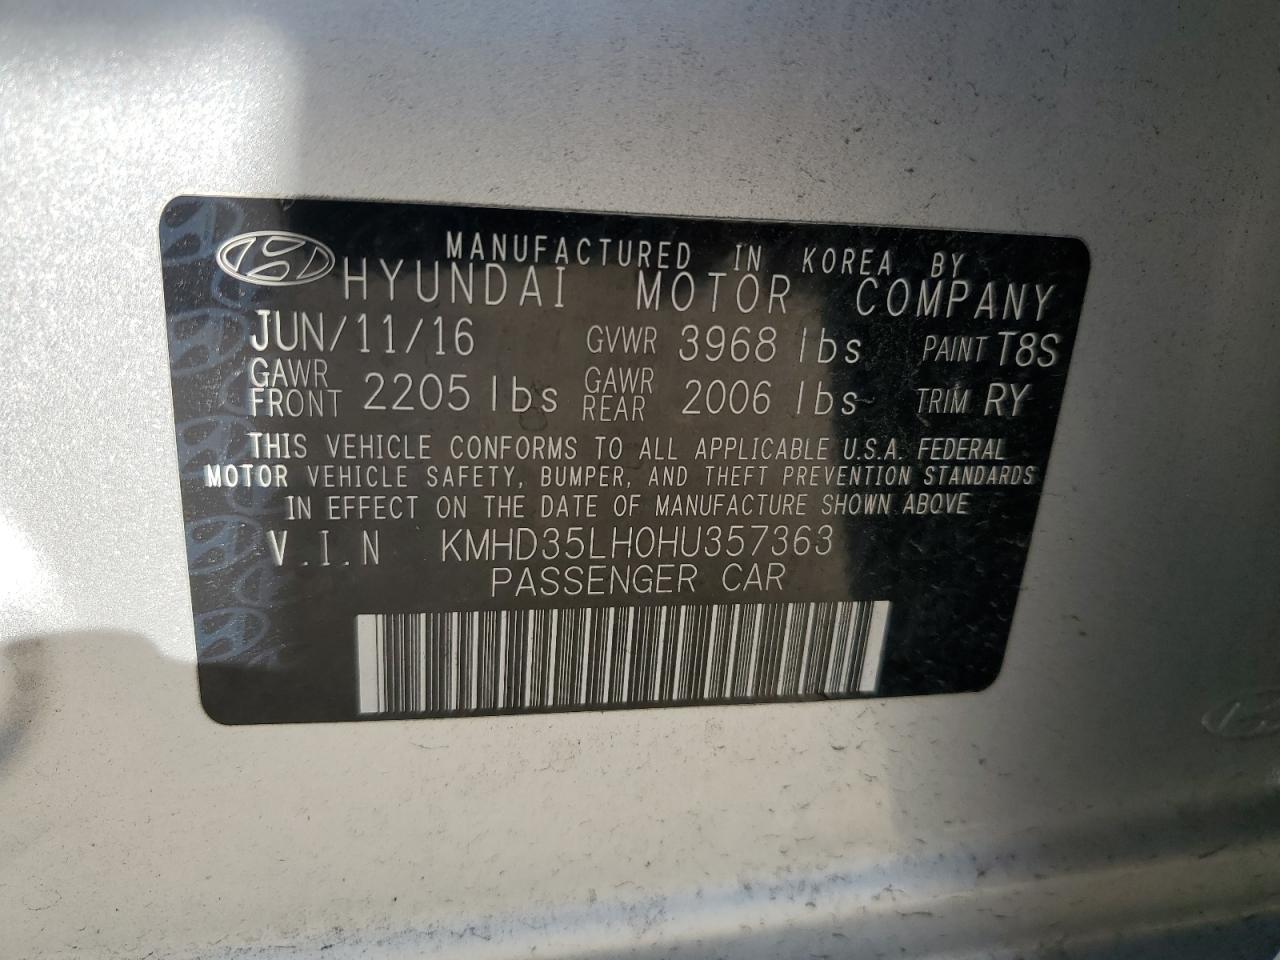 MANUFACTURED IN KOREA BY
HYUNDAI MOTOR COMPANY
JUN/11/16 GVWR 3968 lbs PAINT T8S
GAWR FRONT 2205 lbs GAWR REAR 2006 lbs TRIM RY
THIS VEHICLE CONFORMS TO ALL APPLICABLE U.S.A. FEDERAL
MOTOR VEHICLE SAFETY, BUMPER, AND THEFT PREVENTION STANDARDS
IN EFFECT ON THE DATE OF MANUFACTURE SHOWN ABOVE
V.I.N KMHD35LH0HU357363
PASSENGER CAR